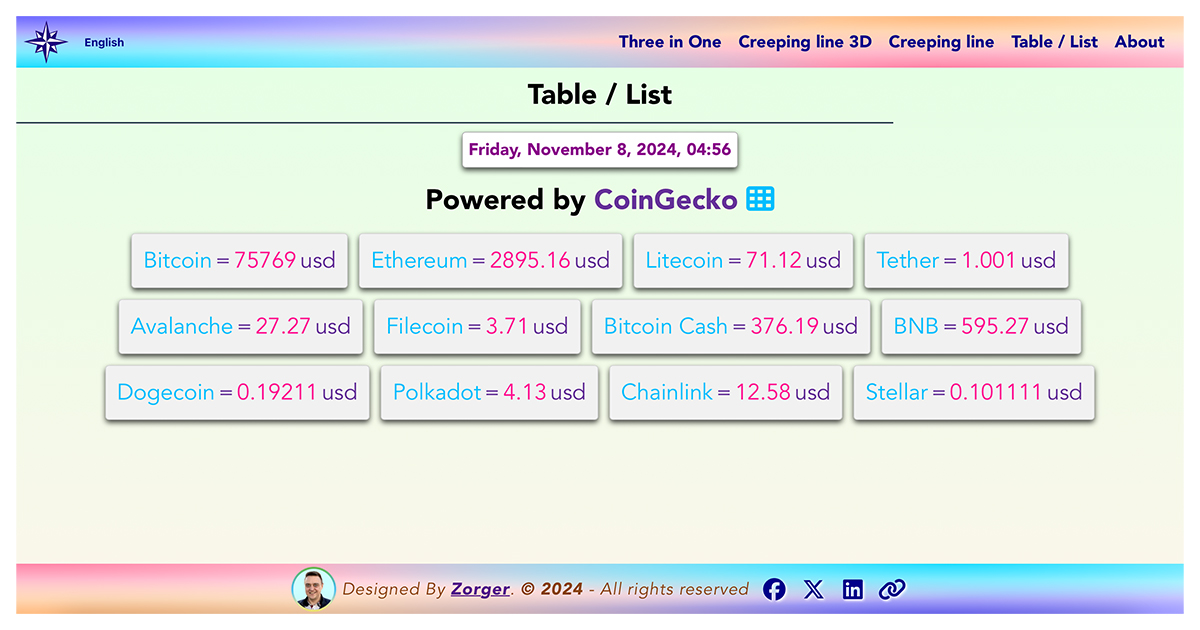 English Three in One Creeping line 3D Creeping line Table / List About
Table / List
Friday, November 8, 2024, 04:56
Powered by CoinGecko
Bitcoin = 75769 usd Ethereum = 2895.16 usd Litecoin = 71.12 usd Tether = 1.001 usd
Avalanche = 27.27 usd Filecoin = 3.71 usd Bitcoin Cash = 376.19 usd BNB = 595.27 usd
Dogecoin = 0.19211 usd Polkadot = 4.13 usd Chainlink = 12.58 usd Stellar = 0.101111 usd
Designed By Zorger. © 2024 - All rights reserved